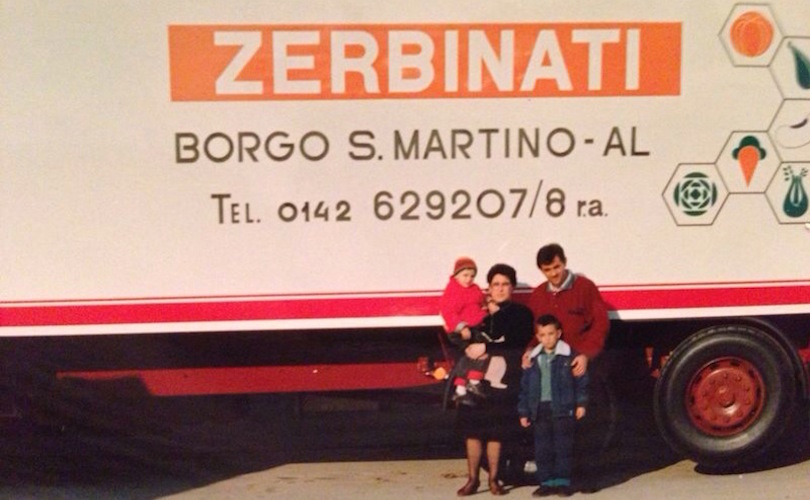 ZERBINATI
BORGO S. MARTINO - AL
TEL. 0142 629207/8 r.a.